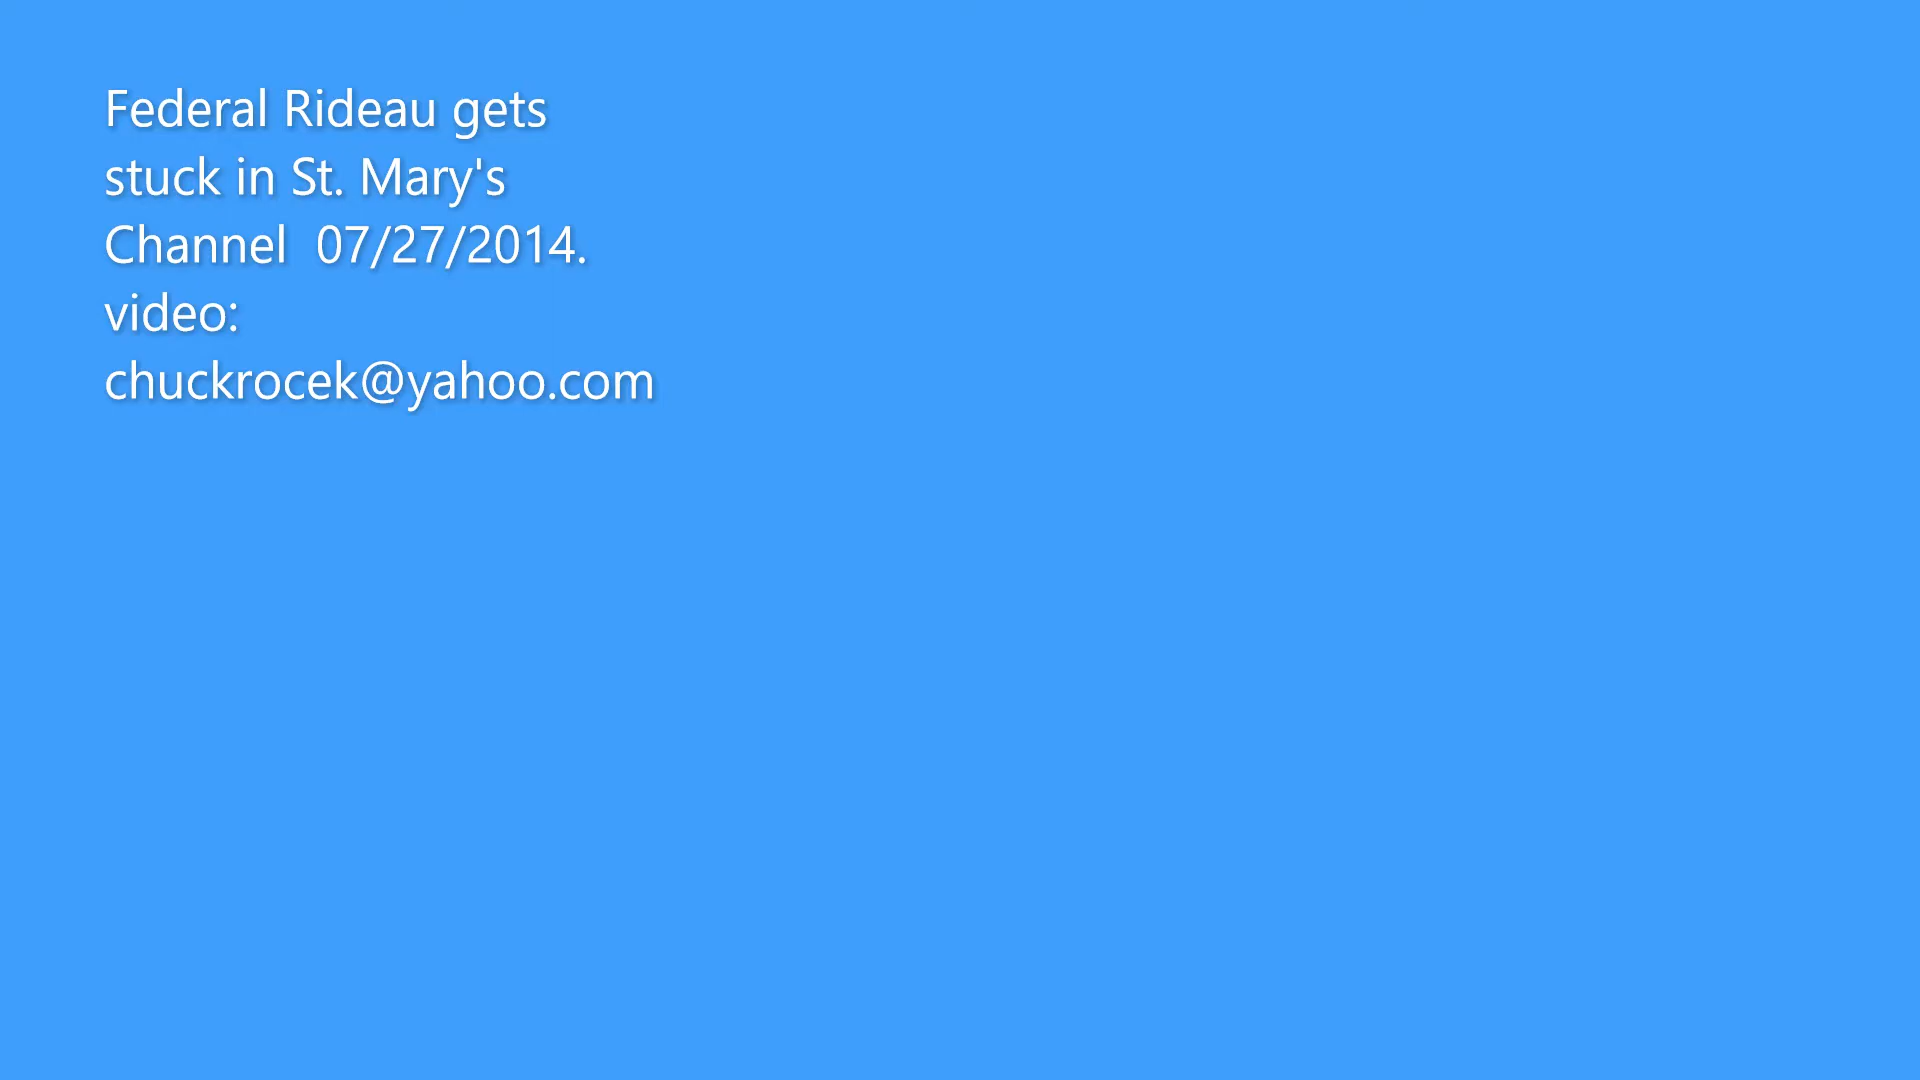 Federal Rideau gets
stuck in St. Mary's
Channel  07/27/2014.
video:
chuckrocek@yahoo.com